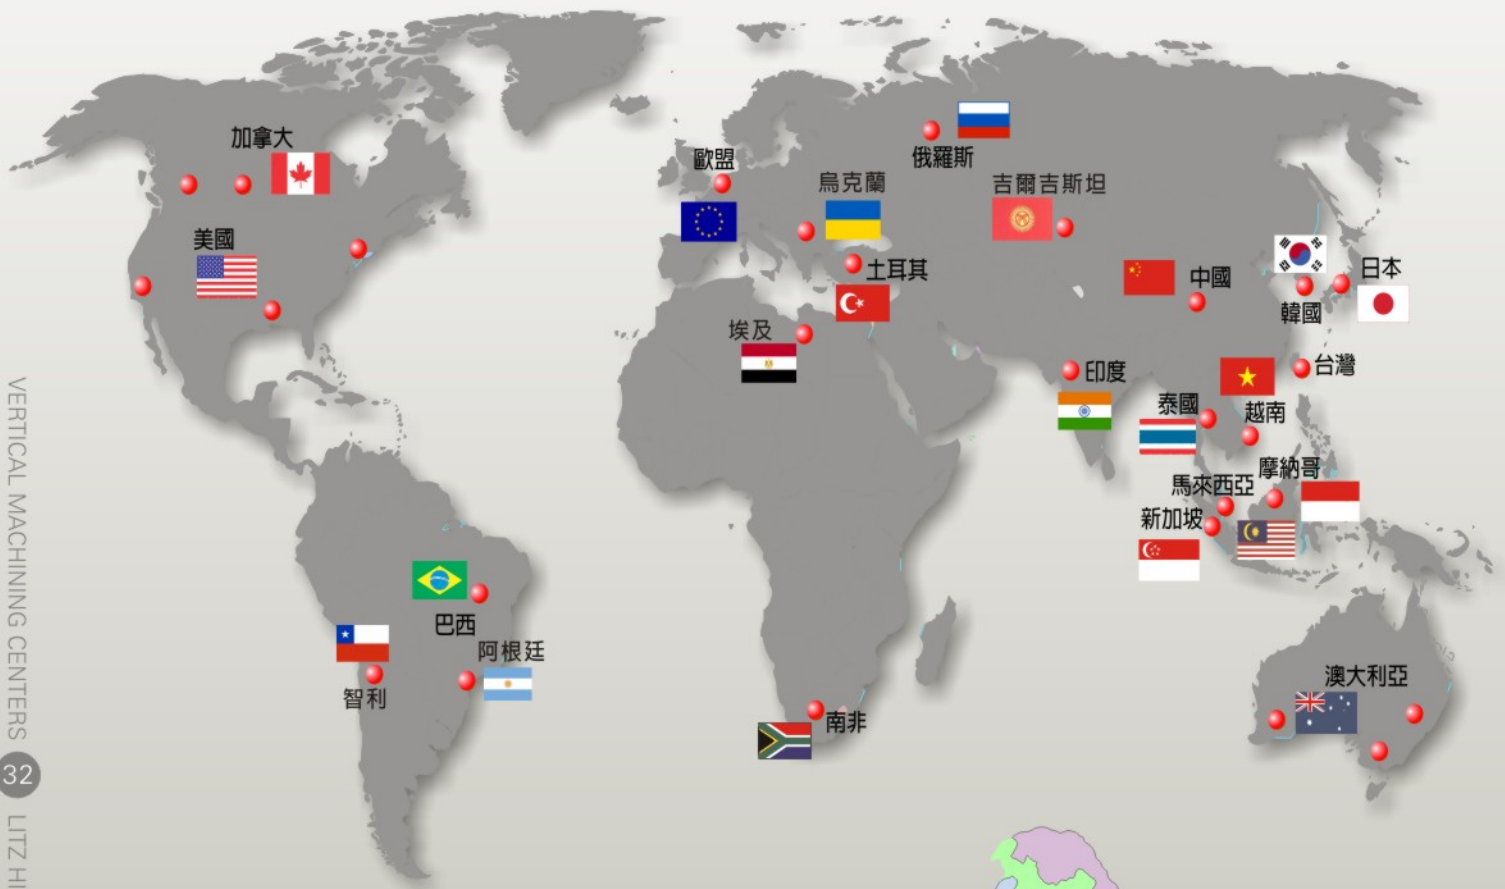 加拿大
美國
歐盟
俄羅斯
烏克蘭
吉爾吉斯坦
土耳其
埃及
中國
韓國
日本
印度
台灣
泰國
越南
馬來西亞
摩納哥
新加坡
巴西
阿根廷
智利
南非
澳大利亞
VERTICAL MACHINING CENTERS
32